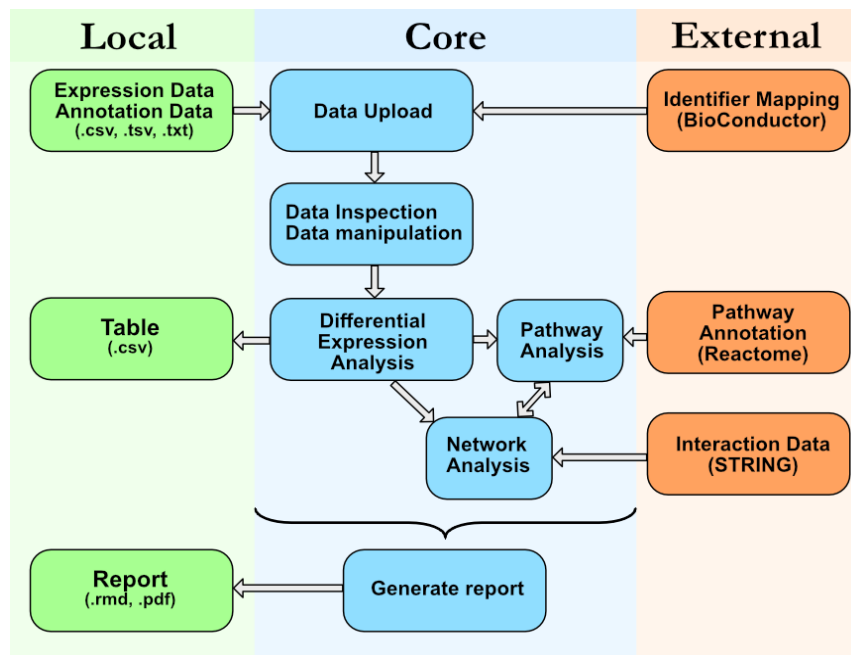 Local
Core
External
Expression Data
Annotation Data
(.csv, .tsv, .txt)
Data Upload
Identifier Mapping
(BioConductor)
Data Inspection
Data manipulation
Table
(.csv)
Differential
Expression
Analysis
Pathway
Analysis
Pathway
Annotation
(Reactome)
Network
Analysis
Interaction Data
(STRING)
Report
(.rmd, .pdf)
Generate report